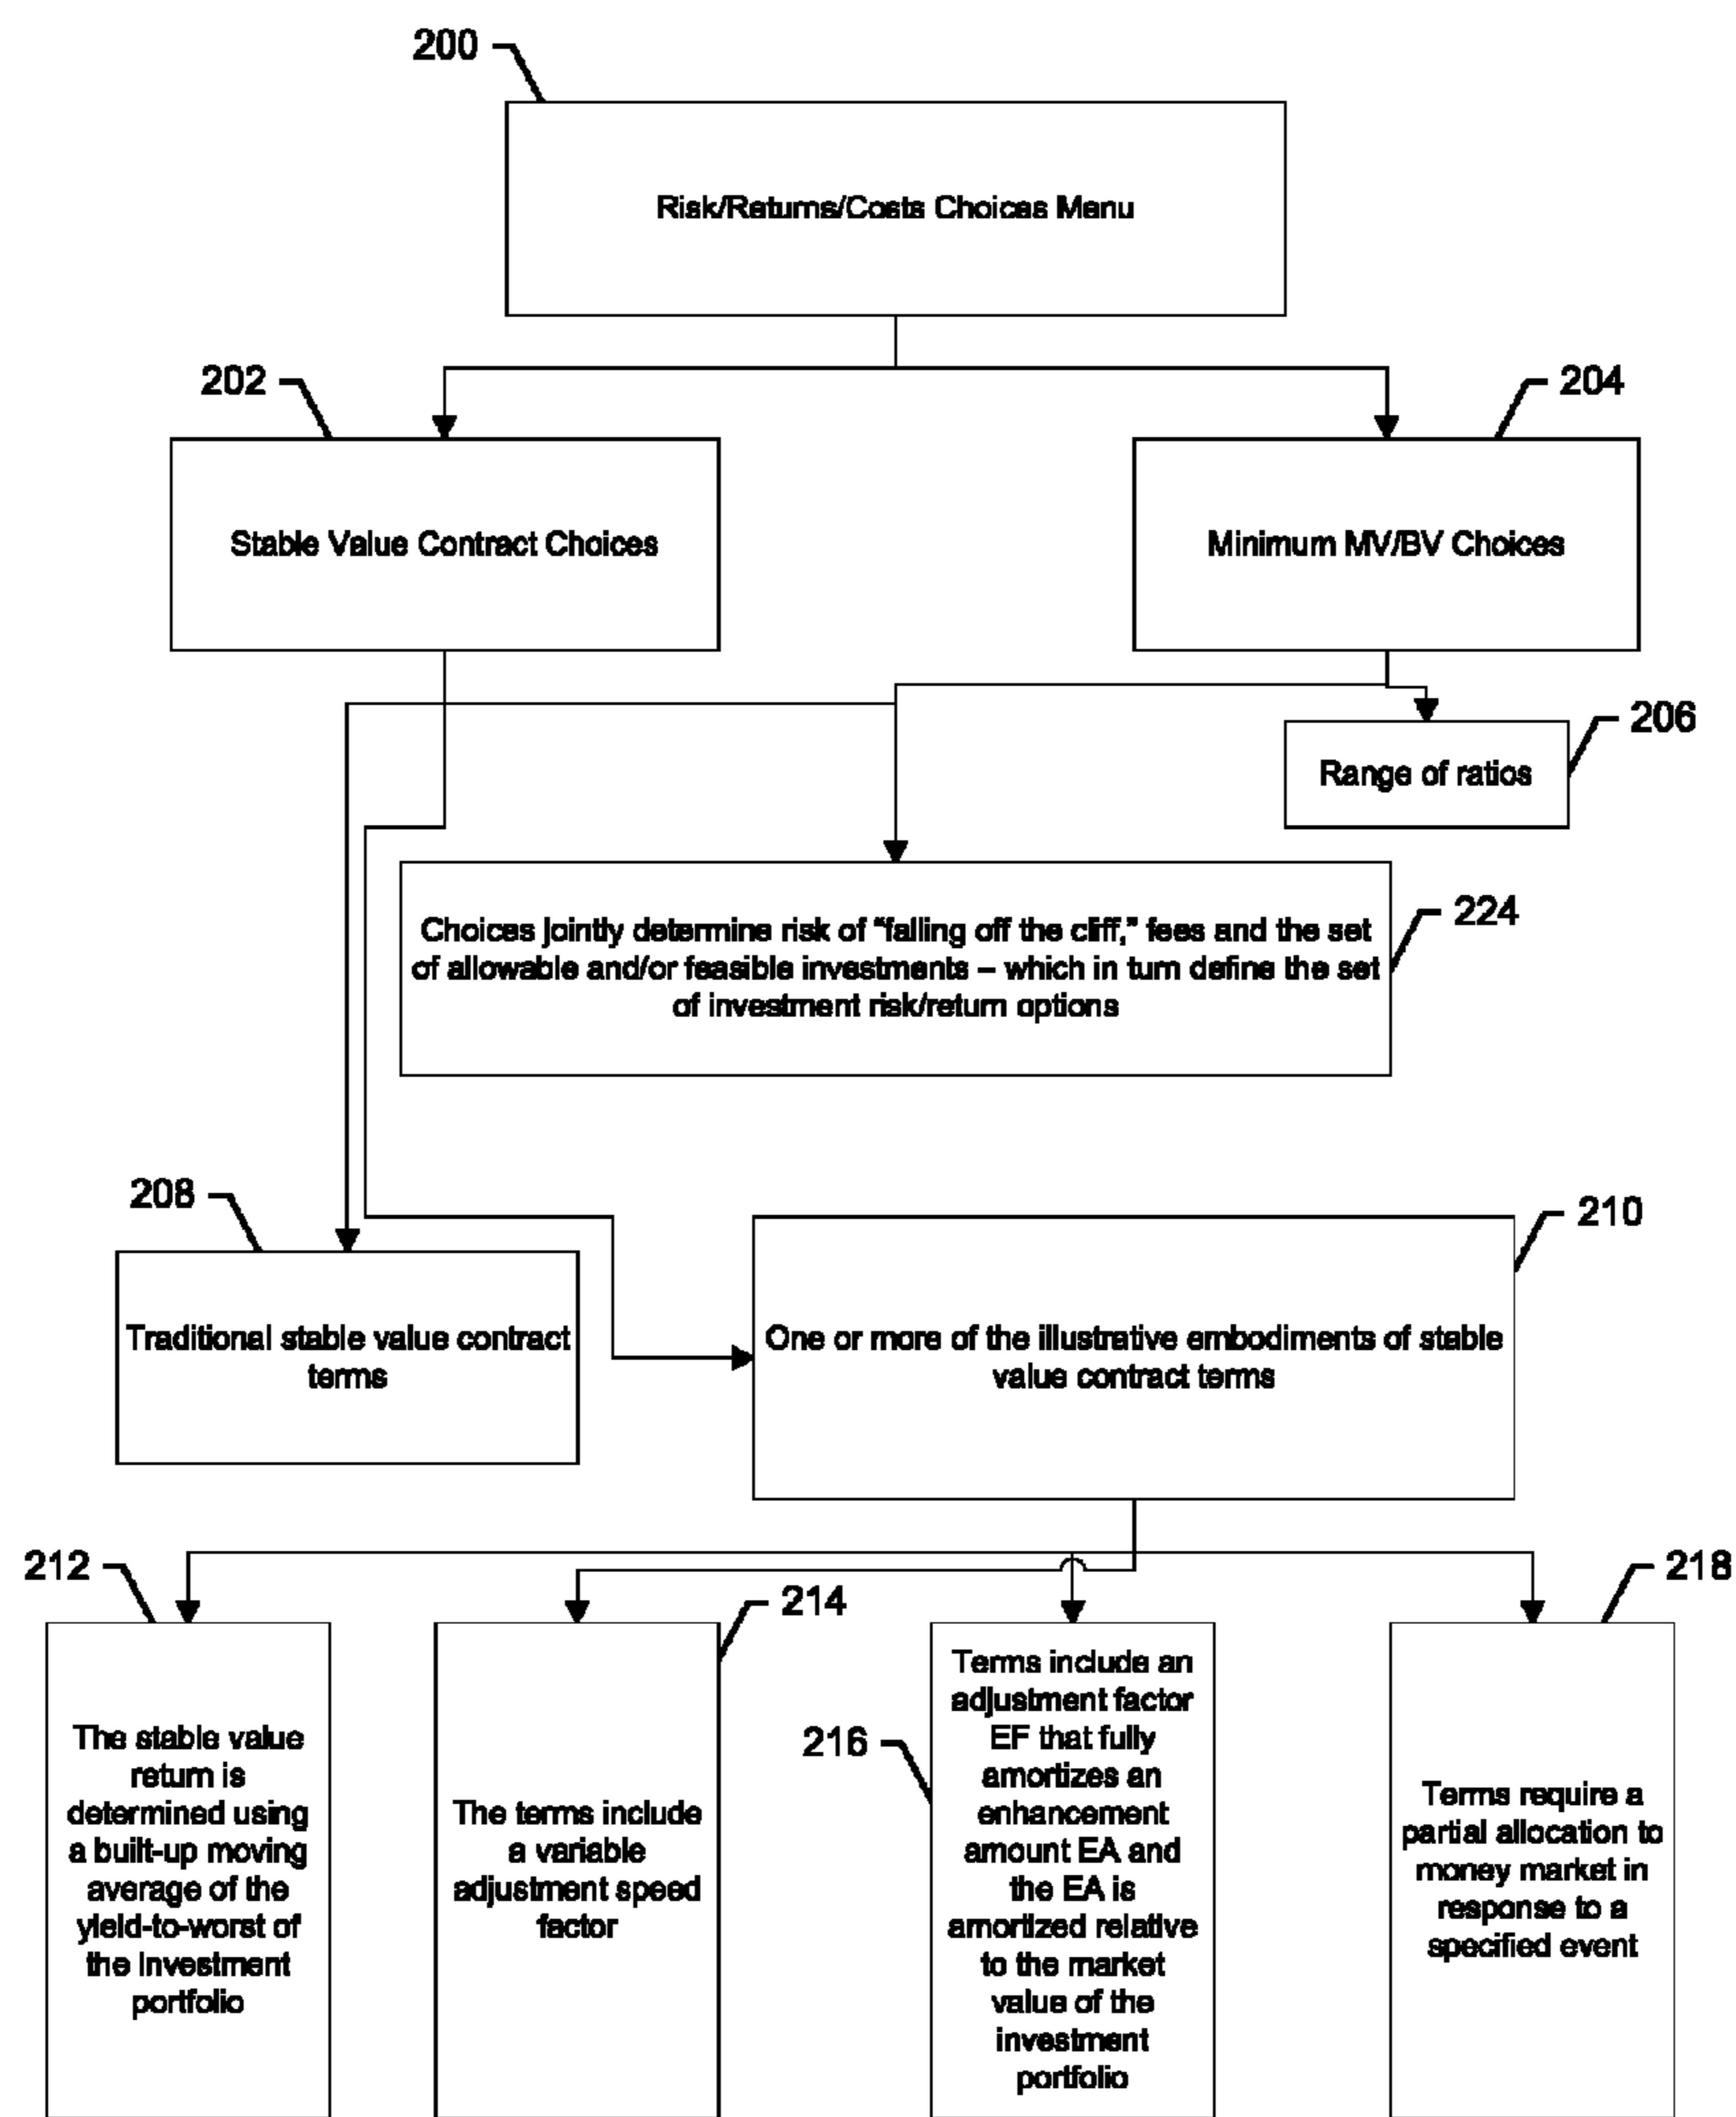 200
Risk/Returns/Costs Choices Menu
202
204
Stable Value Contract Choices
Minimum MV/BV Choices
206
Range of ratios
224
Choices jointly determine risk of “falling off the cliff,” fees and the set
of allowable and/or feasible investments – which in turn define the set
of investment risk/return options
208
210
Traditional stable value contract
terms
One or more of the illustrative embodiments of stable
value contract terms
212
214
216
218
The stable value
return is
determined using
a built-up moving
average of the
yield-to-worst of
the investment
portfolio
The terms include
a variable
adjustment speed
factor
Terms include an
adjustment factor
EF that fully
amortizes an
enhancement
amount EA and
the EA is
amortized relative
to the market
value of the
investment
portfolio
Terms require a
partial allocation to
money market in
response to a
specified event